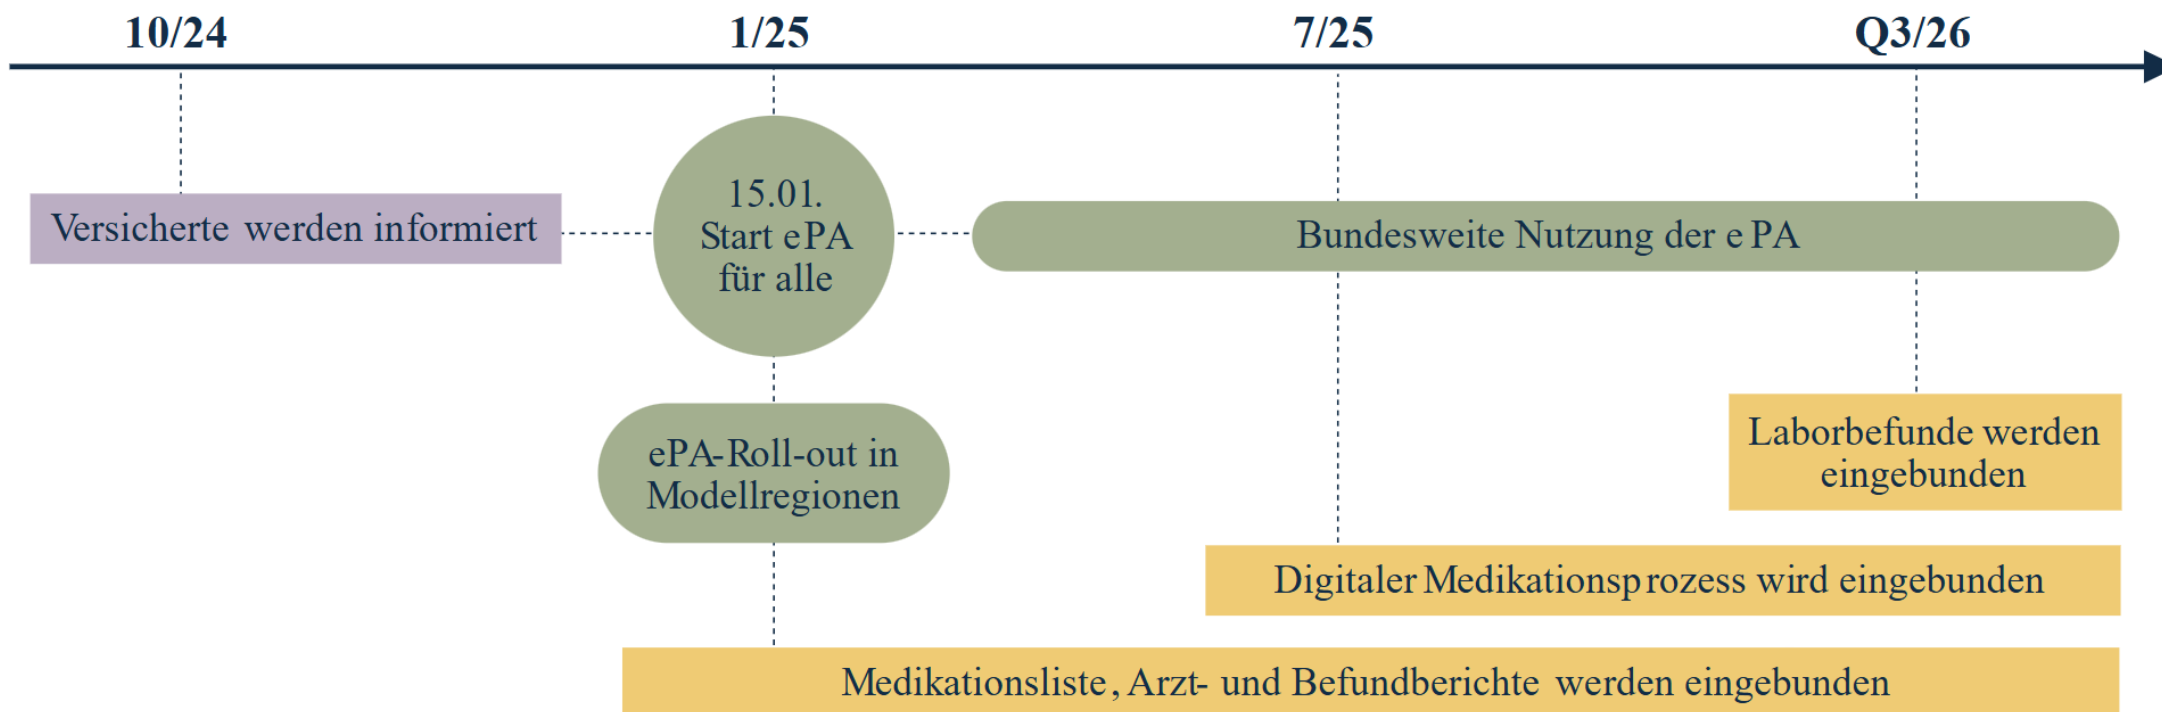 10/24
1/25
7/25
Q3/26
Versicherte werden informiert
15.01.
Start ePA
für alle
Bundesweite Nutzung der ePA
ePA-Roll-out in
Modellregionen
Laborbefunde werden
eingebunden
Digitaler Medikationsprozess wird eingebunden
Medikationsliste, Arzt- und Befundberichte werden eingebunden